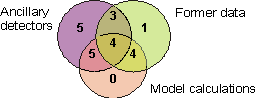 Ancillary
detectors
Former data
3
5
1
4
5
4
0
Model calculations